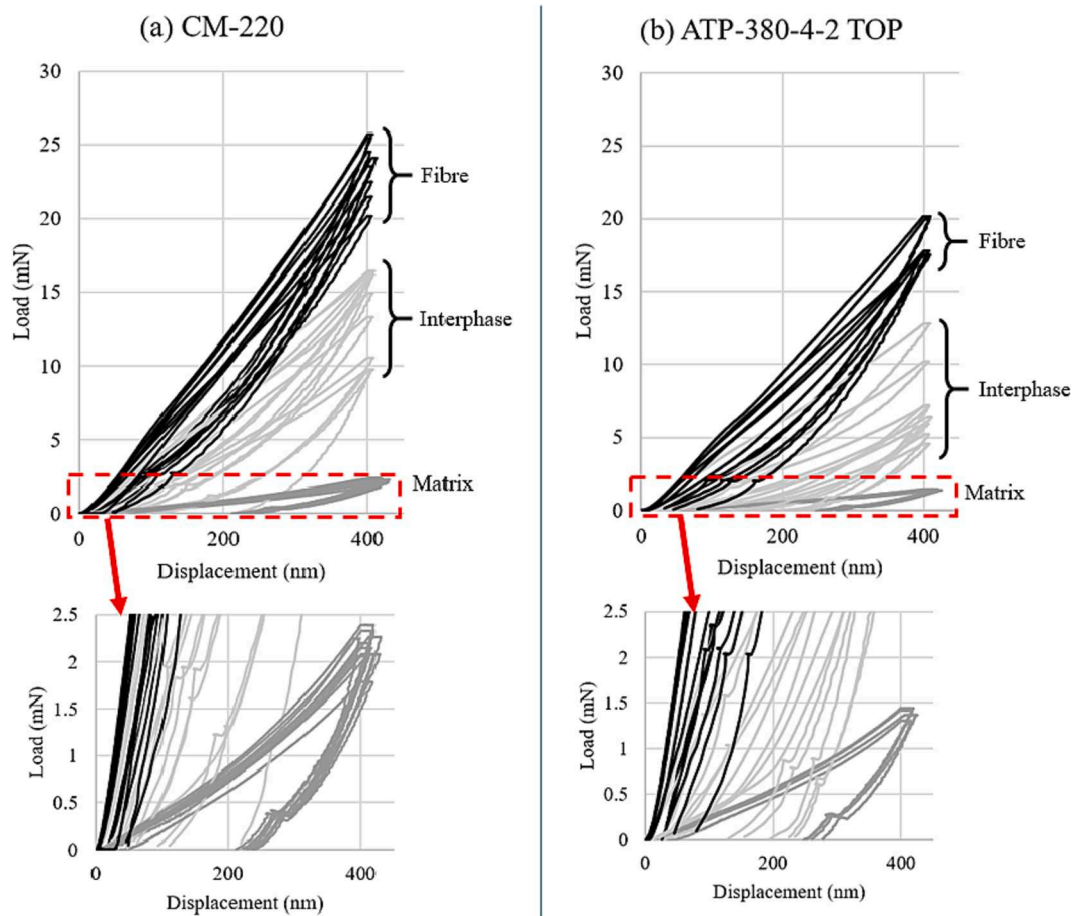 (a) CM-220
30
25
20
15
10
5
0
Load (mN)
Fibre
Interphase
Matrix
0
200
400
Displacement (nm)
2.5
2
1.5
1
0.5
0
Load (mN)
0
200
400
Displacement (nm)
(b) ATP-380-4-2 TOP
30
25
20
15
10
5
0
Load (mN)
Fibre
Interphase
Matrix
0
200
400
Displacement (nm)
2.5
2
1.5
1
0.5
0
Load (mN)
0
200
400
Displacement (nm)